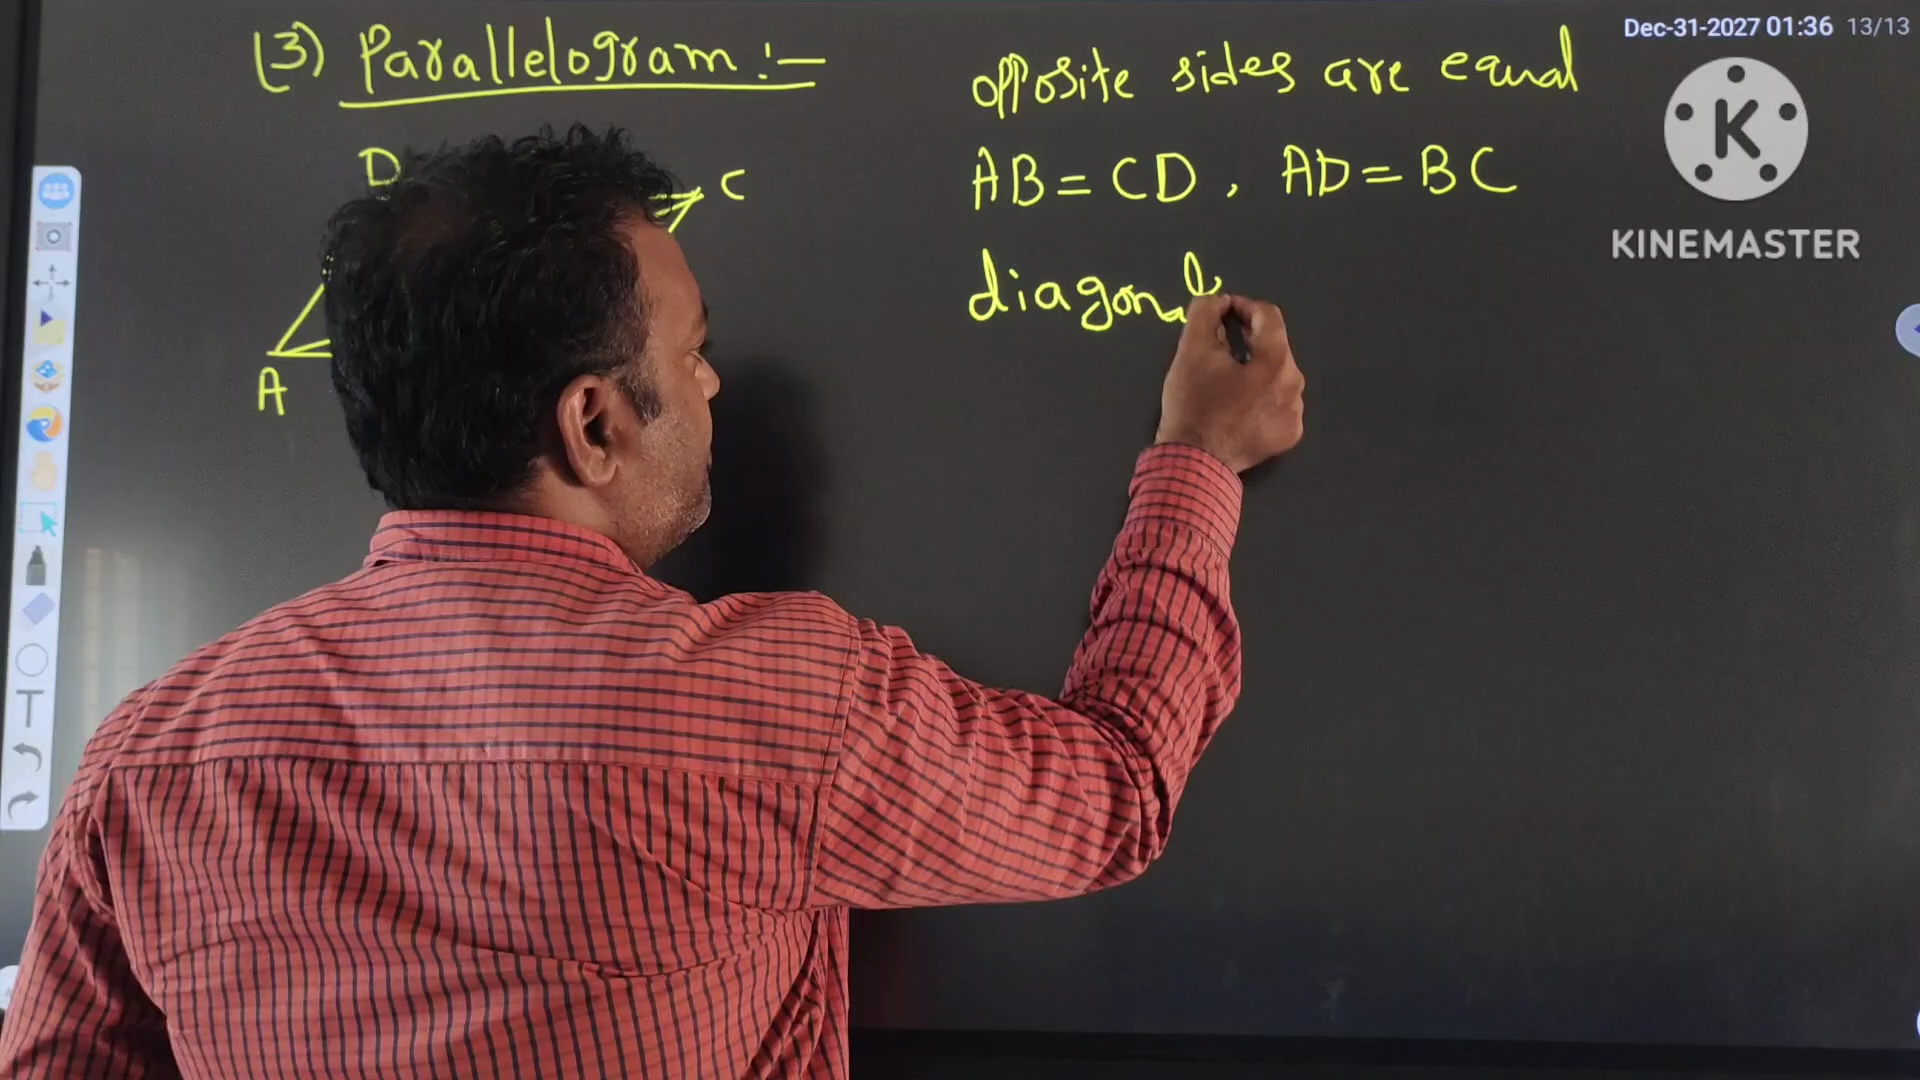 Dec-31-2027 01:36 13/13
(3) Parallelogram :-
opposite sides are equal
K
KINEMASTER
D
C
AB = CD , AD = BC
diagonal
A
T